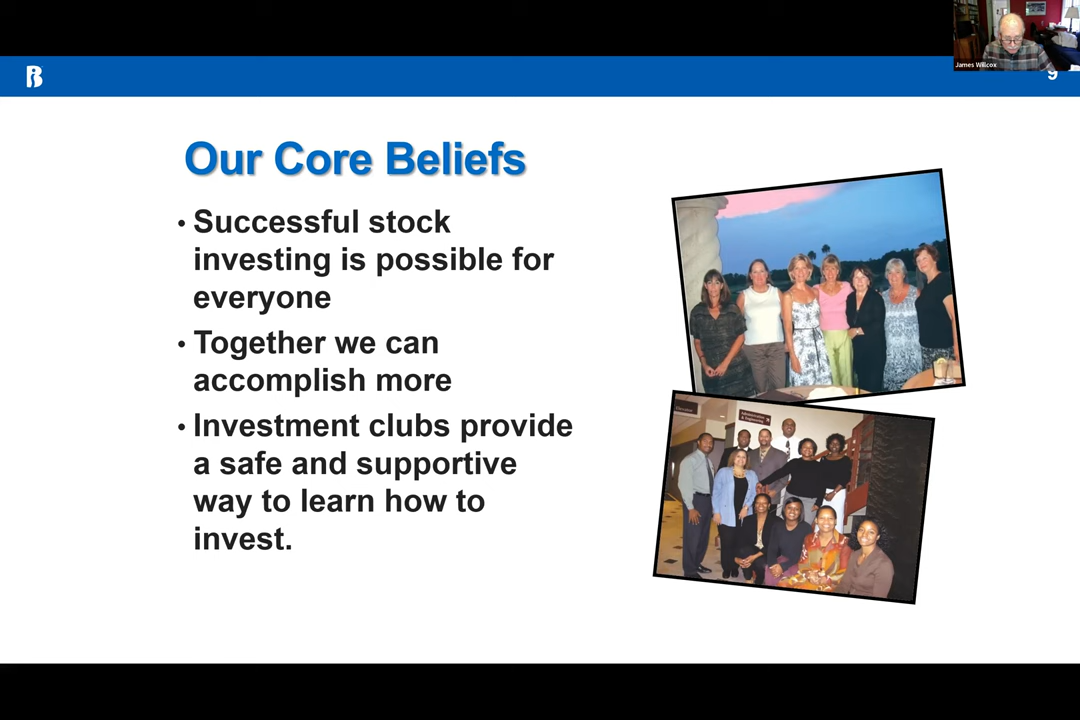 James Willcox
9
Our Core Beliefs
• Successful stock
investing is possible for
everyone
• Together we can
accomplish more
• Investment clubs provide
a safe and supportive
way to learn how to
invest.